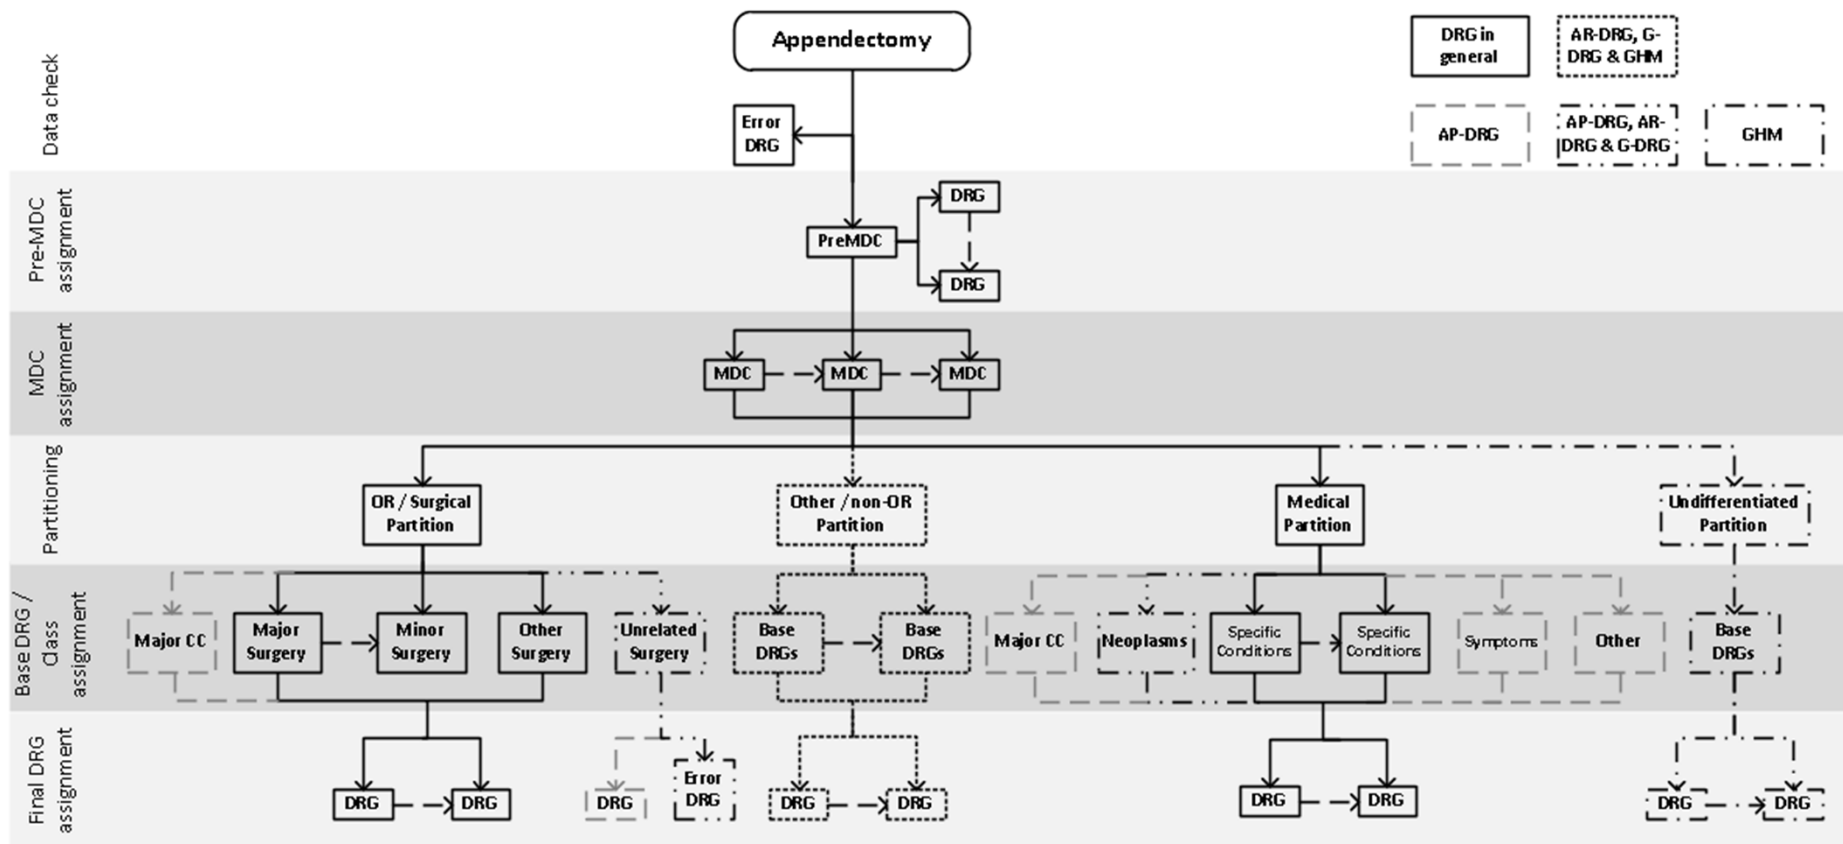 Appendectomy
DRG in
general
AR-DRG, G-
DRG & GHM
AP-DRG
AP-DRG, AR-
DRG & G-DRG
GHM
Data check
Error
DRG
Pre-MDC
assignment
PreMDC
DRG
DRG
MDC
assignment
MDC
MDC
MDC
Partitioning
OR / Surgical
Partition
Other / non-OR
Partition
Medical
Partition
Undifferentiated
Partition
Base DRG /
Class
assignment
Major CC
Major
Surgery
Minor
Surgery
Other
Surgery
Unrelated
Surgery
Base
DRGs
Base
DRGs
Major CC
Neoplasms
Specific
Conditions
Specific
Conditions
Symptoms
Other
Base
DRGs
Final DRG
assignment
DRG
DRG
DRG
Error
DRG
DRG
DRG
DRG
DRG
DRG
DRG